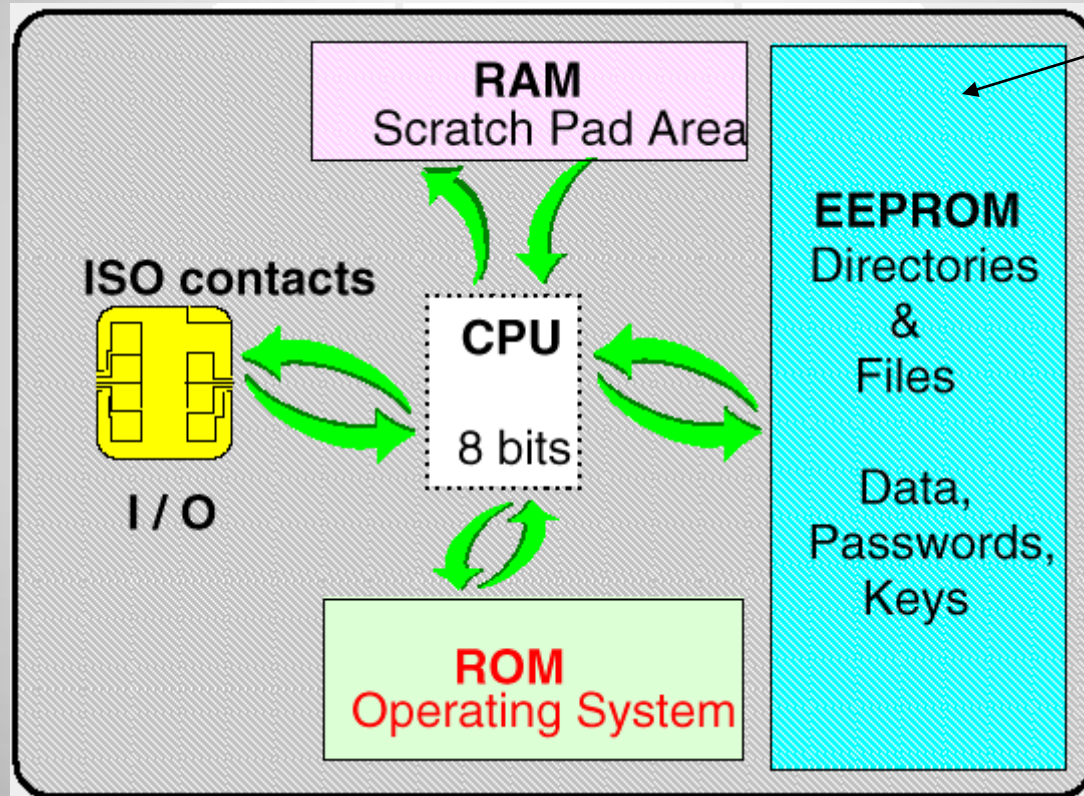 RAM
Scratch Pad Area
ISO contacts
I / O
CPU
8 bits
EEPROM
Directories
&
Files
Data,
Passwords,
Keys
ROM
Operating System